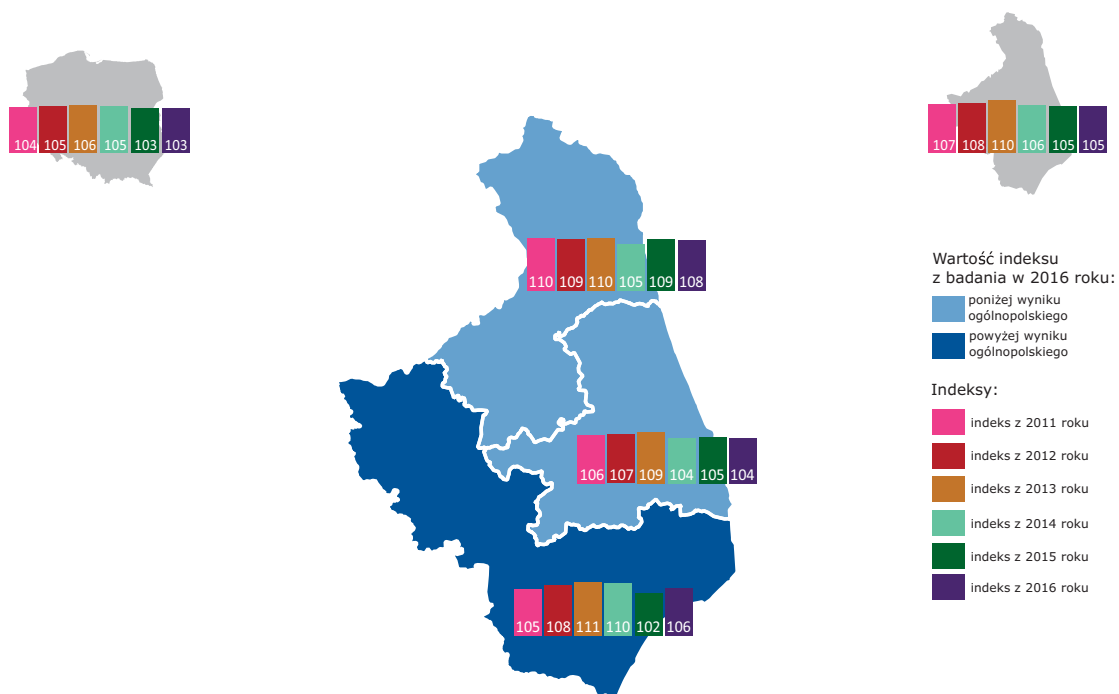 104 105 106 105 103 103
107 108 110 106 105 105
110 109 110 105 109 108
Wartość indeksu
z badania w 2016 roku:
poniżej wyniku
ogólnopolskiego
powyżej wyniku
ogólnopolskiego
Indeksy:
indeks z 2011 roku
indeks z 2012 roku
indeks z 2013 roku
indeks z 2014 roku
indeks z 2015 roku
indeks z 2016 roku
106 107 109 104 105 104
105 108 111 110 102 106